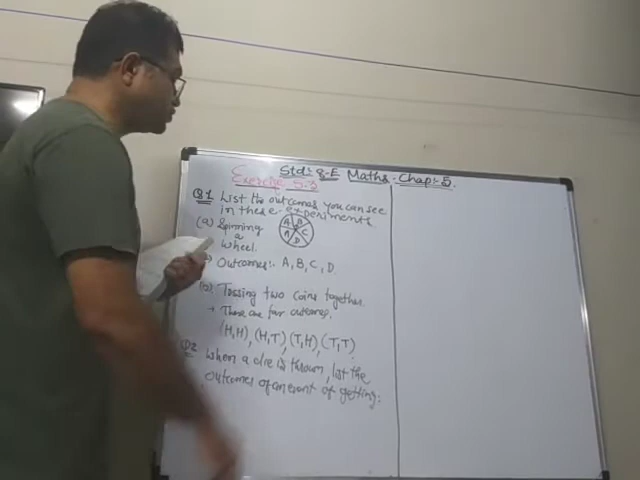 Std: 8-E Maths. Chap:- 5.
Exercise 5.3
Q1 List the outcomes you can see
in these experiments
(a) Spinning
a
wheel.
A B C D A
Outcomes:- A, B, C, D.
(b). Tossing two coins together.
→ There are four outcomes.
(H,H), (H,T) (T,H), (T,T)
Q2 When a die is thrown, list the
outcomes of an event of getting: